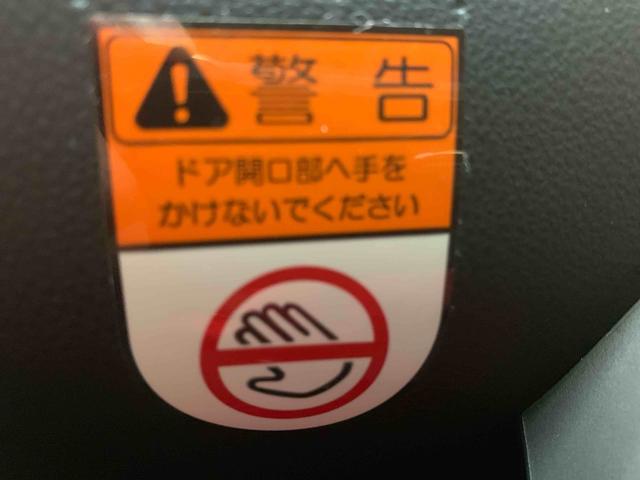 警告
ドア開口部へ手を
かけないでください